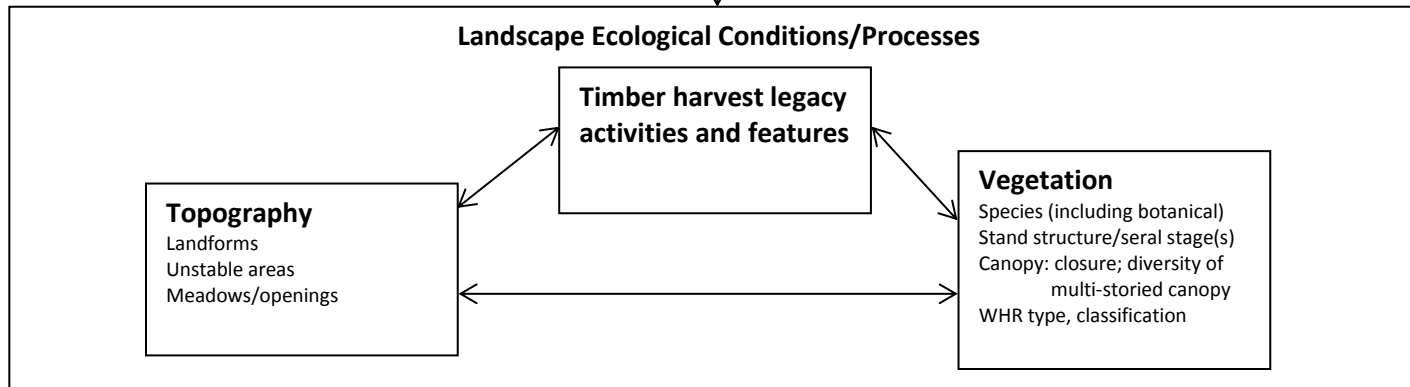 Landscape Ecological Conditions/Processes
Timber harvest legacy
activities and features
Topography
Landforms
Unstable areas
Meadows/openings
Vegetation
Species (including botanical)
Stand structure/seral stage(s)
Canopy: closure; diversity of
multi-storied canopy
WHR type, classification